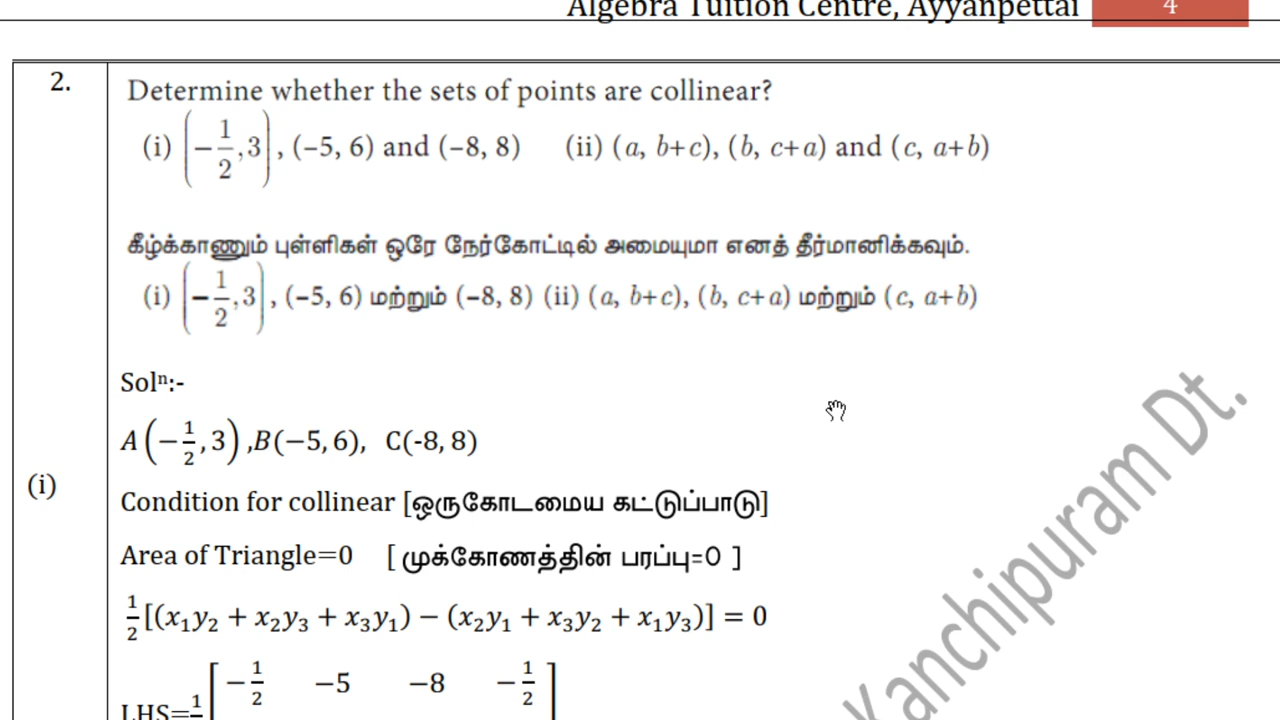 Algebra Tuition Centre, Ayyanpettai 4
2. Determine whether the sets of points are collinear?
(i) (−1/2, 3), (−5, 6) and (−8, 8) (ii) (a, b+c), (b, c+a) and (c, a+b)
கீழ்க்காணும் புள்ளிகள் ஒரே நேர்கோட்டில் அமையுமா எனத் தீர்மானிக்கவும்.
(i) (−1/2, 3), (−5, 6) மற்றும் (−8, 8) (ii) (a, b+c), (b, c+a) மற்றும் (c, a+b)
Solⁿ:-
A(−1/2, 3) ,B(−5, 6), C(-8, 8)
(i)
Condition for collinear [ஒருகோடமைய கட்டுப்பாடு]
Area of Triangle=0 [ முக்கோணத்தின் பரப்பு=0 ]
1/2[(x₁y₂ + x₂y₃ + x₃y₁) − (x₂y₁ + x₃y₂ + x₁y₃)] = 0
LHS=1/2[−1/2 −5 −8 −1/2]
Kanchipuram Dt.